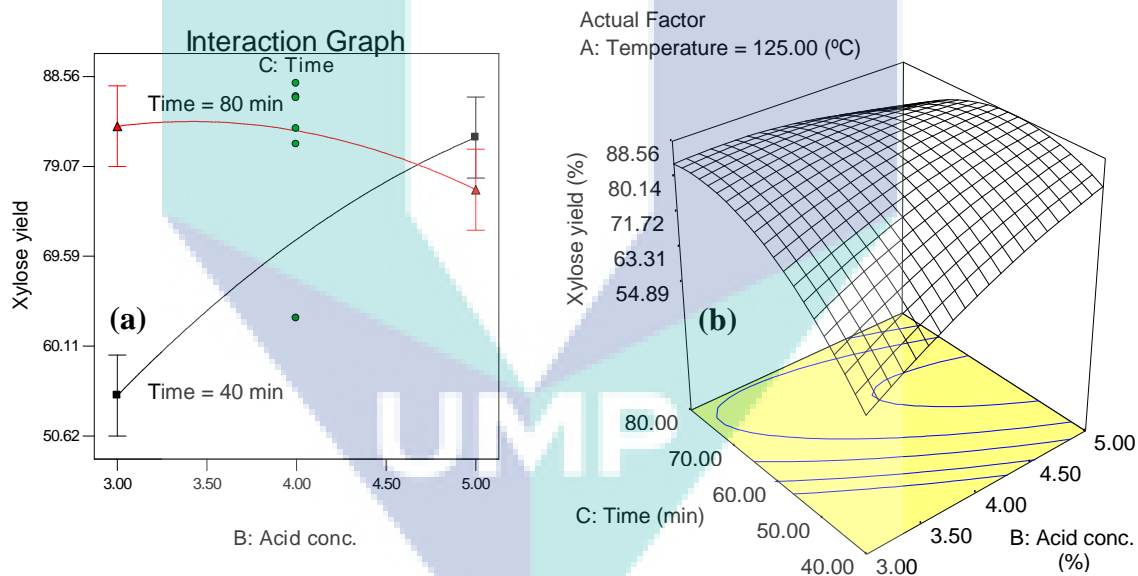 Interaction Graph
C: Time
Xylose yield
88.56
79.07
69.59
60.11
50.62
Time = 80 min
(a)
Time = 40 min
3.00 3.50 4.00 4.50 5.00
B: Acid conc.
Actual Factor
A: Temperature = 125.00 (ºC)
Xylose yield (%)
88.56
80.14
71.72
63.31
54.89
(b)
80.00
70.00
60.00
50.00
40.00
C: Time (min)
3.00
3.50
4.00
4.50
5.00
B: Acid conc.
(%)
UMP